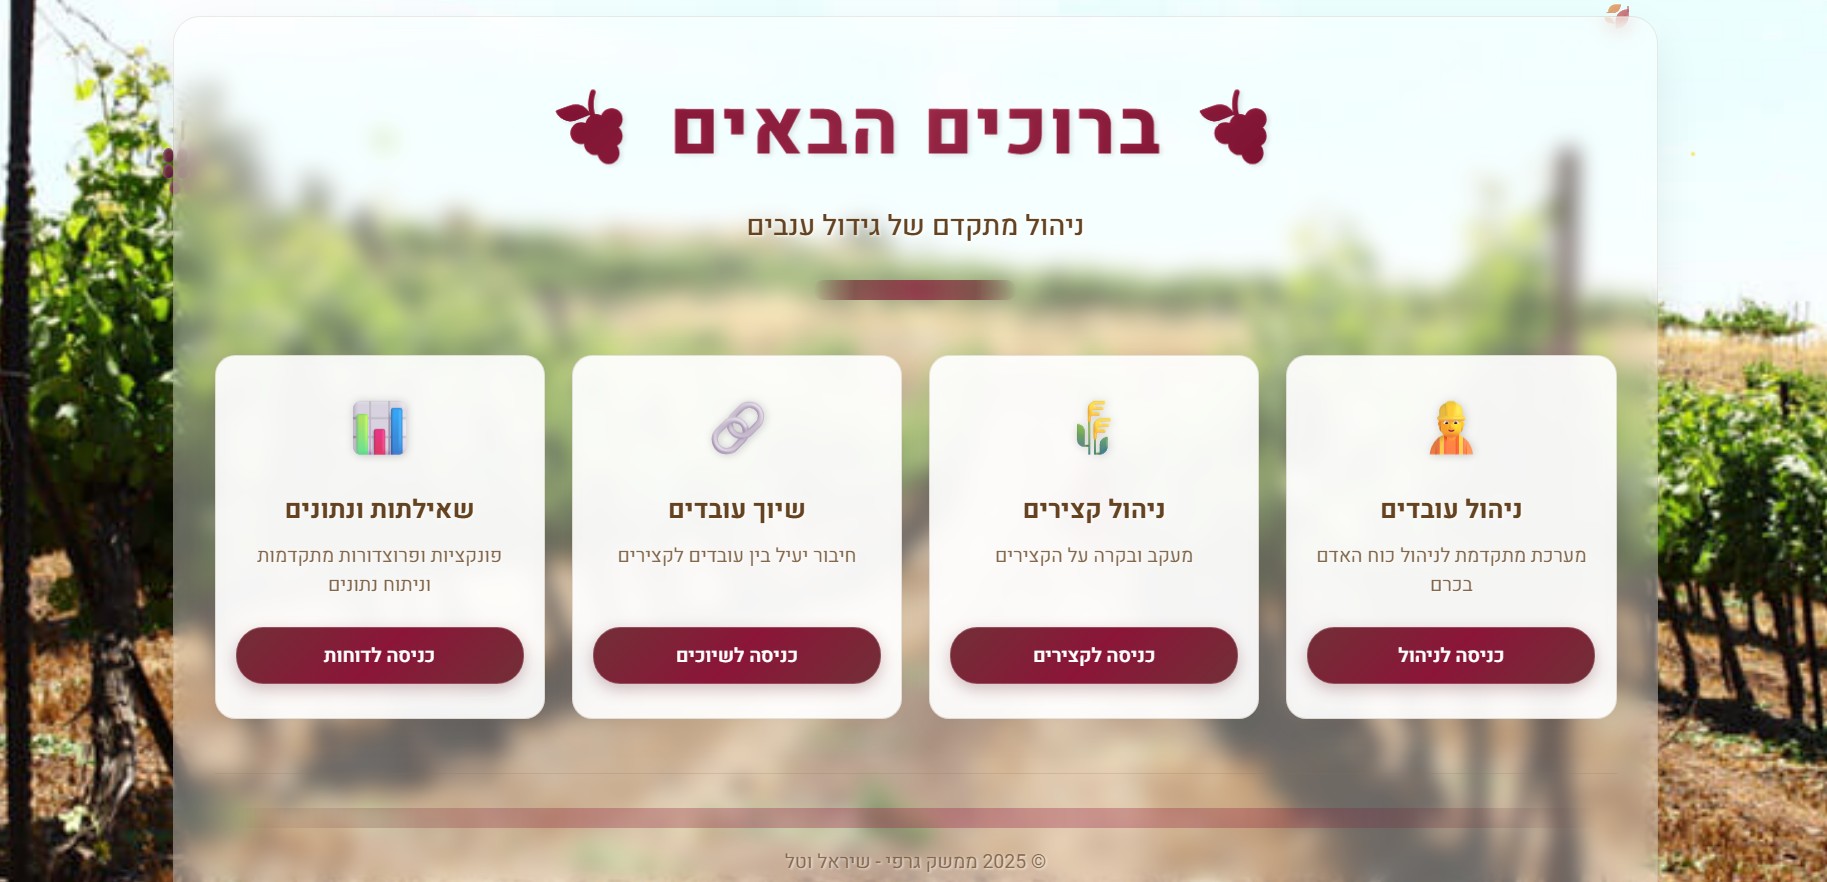 ברוכים הבאים
ניהול מתקדם של גידול ענבים
ניהול עובדים
מערכת מתקדמת לניהול כוח האדם
בכרם
כניסה לניהול
ניהול קצירים
מעקב ובקרה על הקצירים
כניסה לקצירים
שיוך עובדים
חיבור יעיל בין עובדים לקצירים
כניסה לשיוכים
שאילתות ונתונים
פונקציות ופרוצדורות מתקדמות
וניתוח נתונים
כניסה לדוחות
© 2025 ממשק גרפי - שיראל וטל